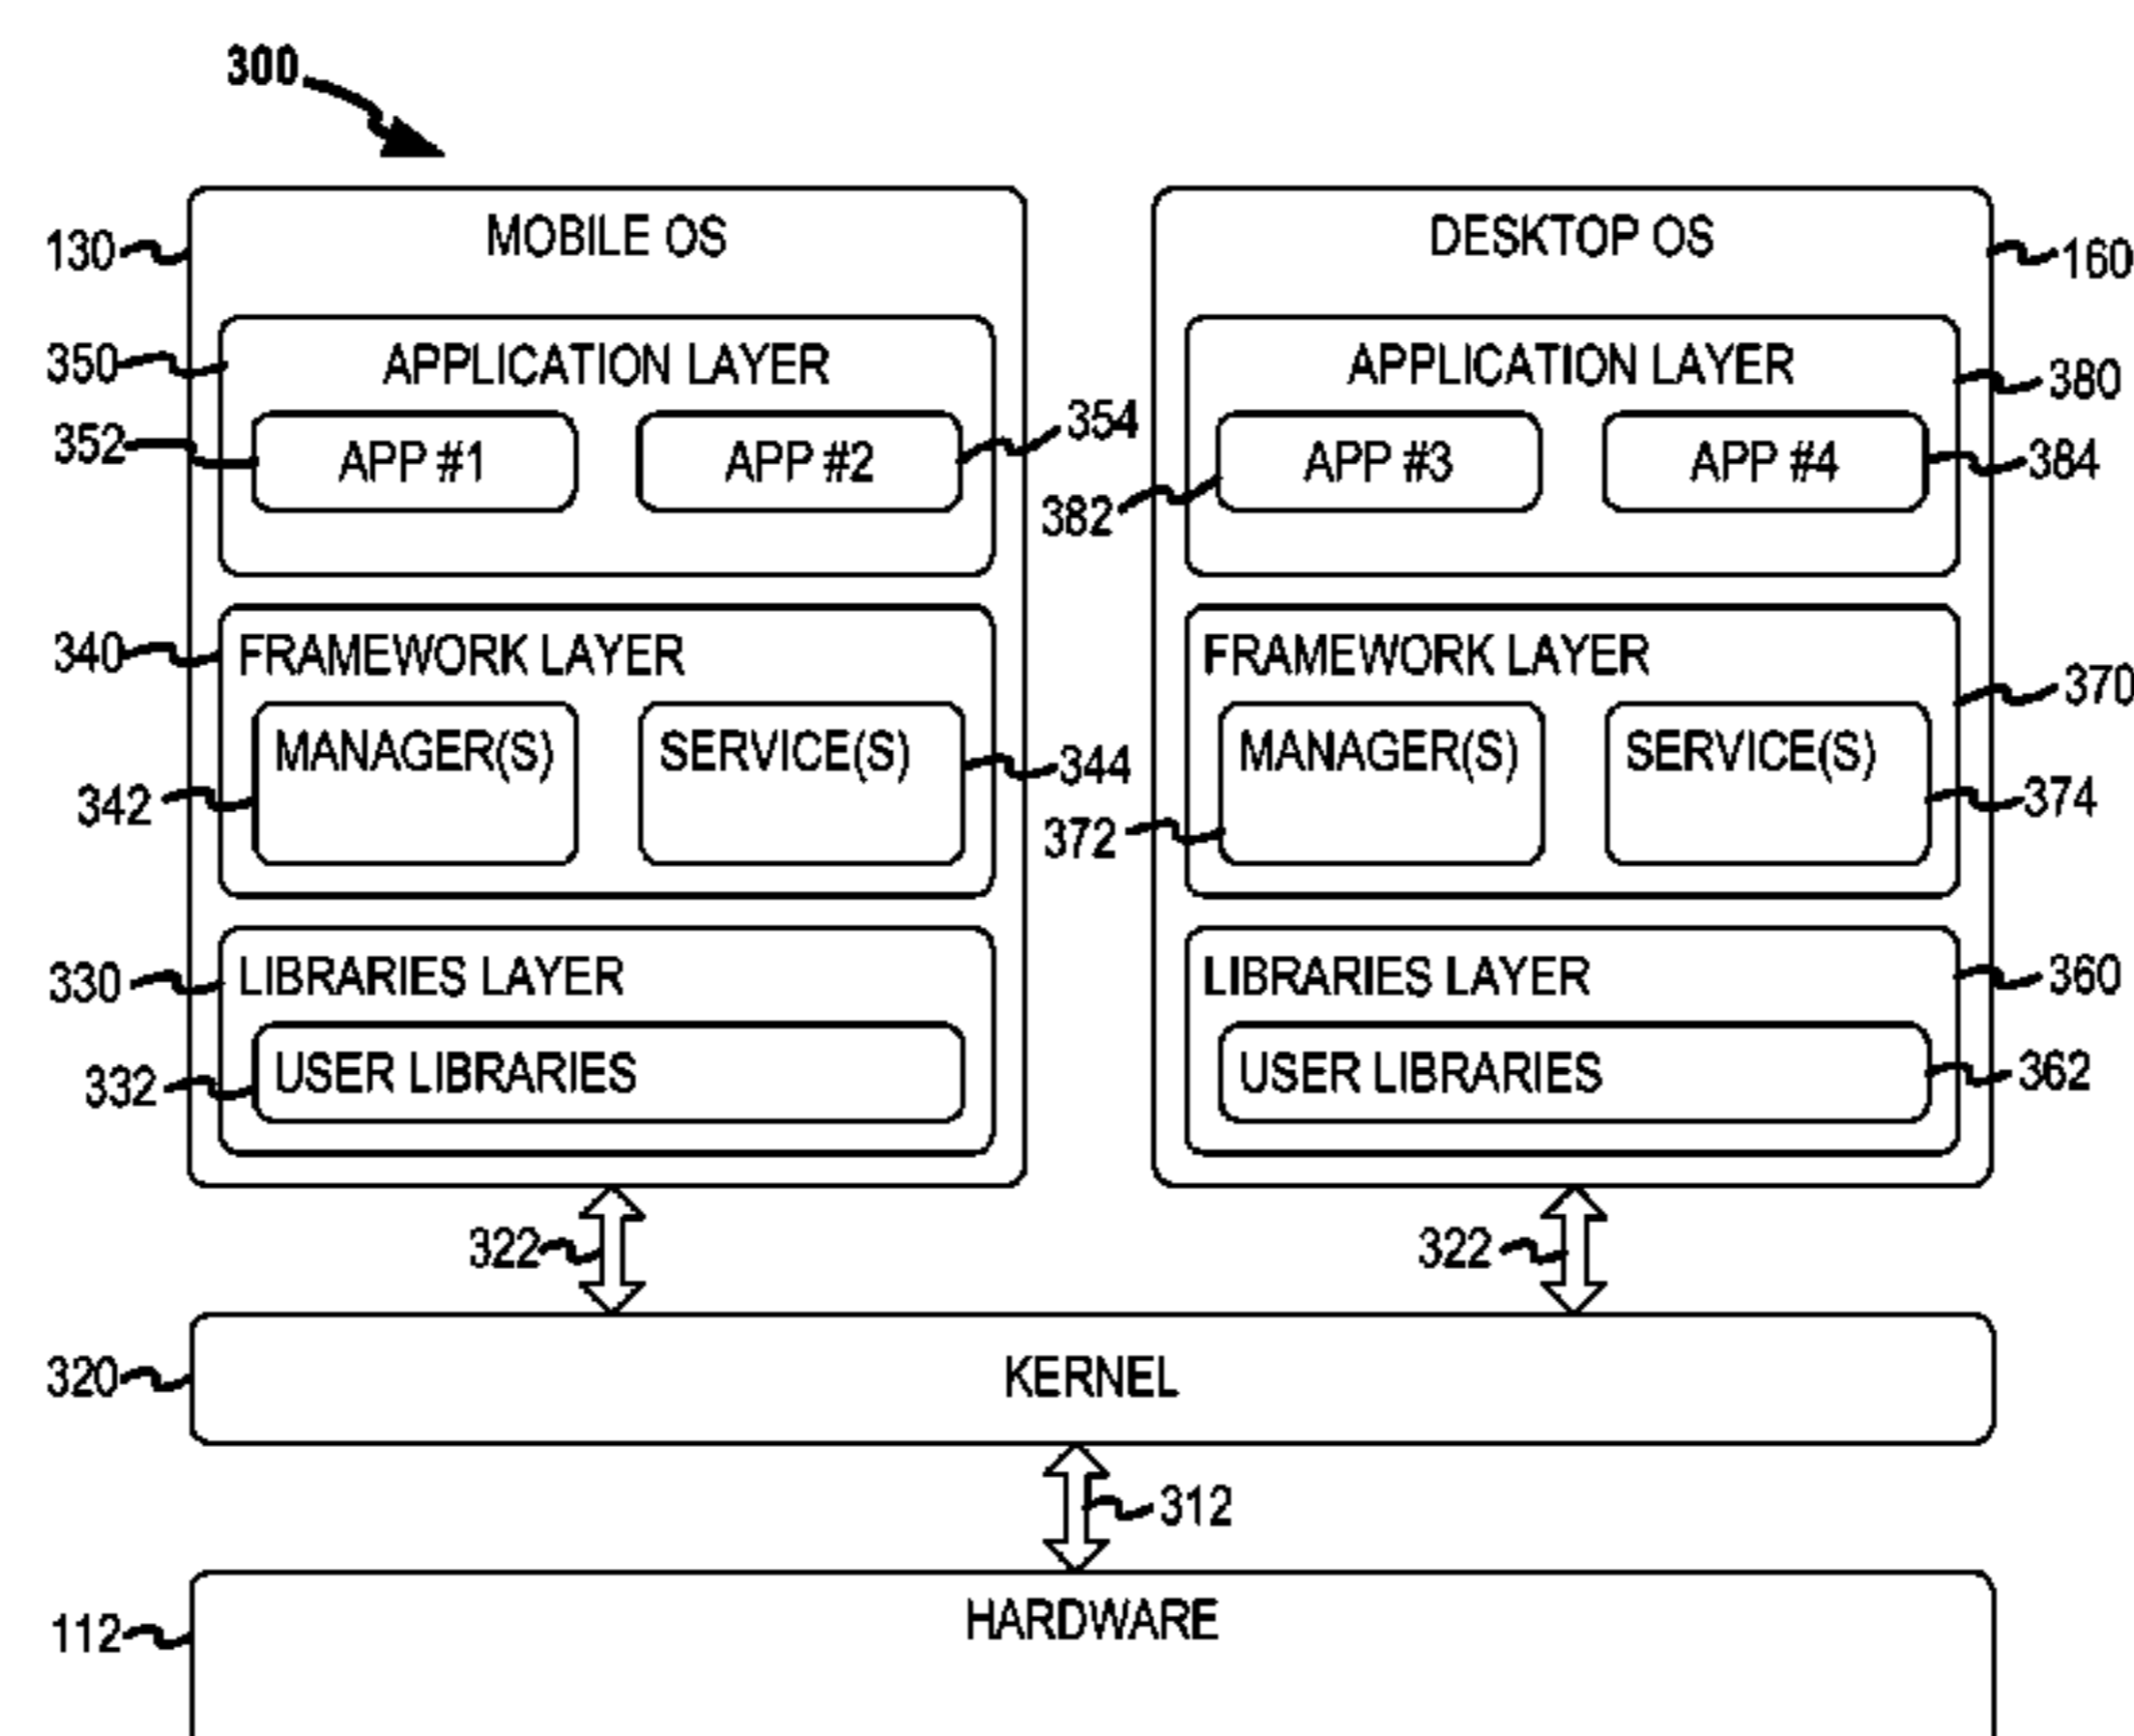 300
MOBILE OS
DESKTOP OS
130
160
350
APPLICATION LAYER
APPLICATION LAYER
380
352
APP #1
APP #2
354
382
APP #3
APP #4
384
340
FRAMEWORK LAYER
FRAMEWORK LAYER
370
342
MANAGER(S)
SERVICE(S)
344
372
MANAGER(S)
SERVICE(S)
374
330
LIBRARIES LAYER
LIBRARIES LAYER
360
332
USER LIBRARIES
USER LIBRARIES
362
322
322
320
KERNEL
312
112
HARDWARE